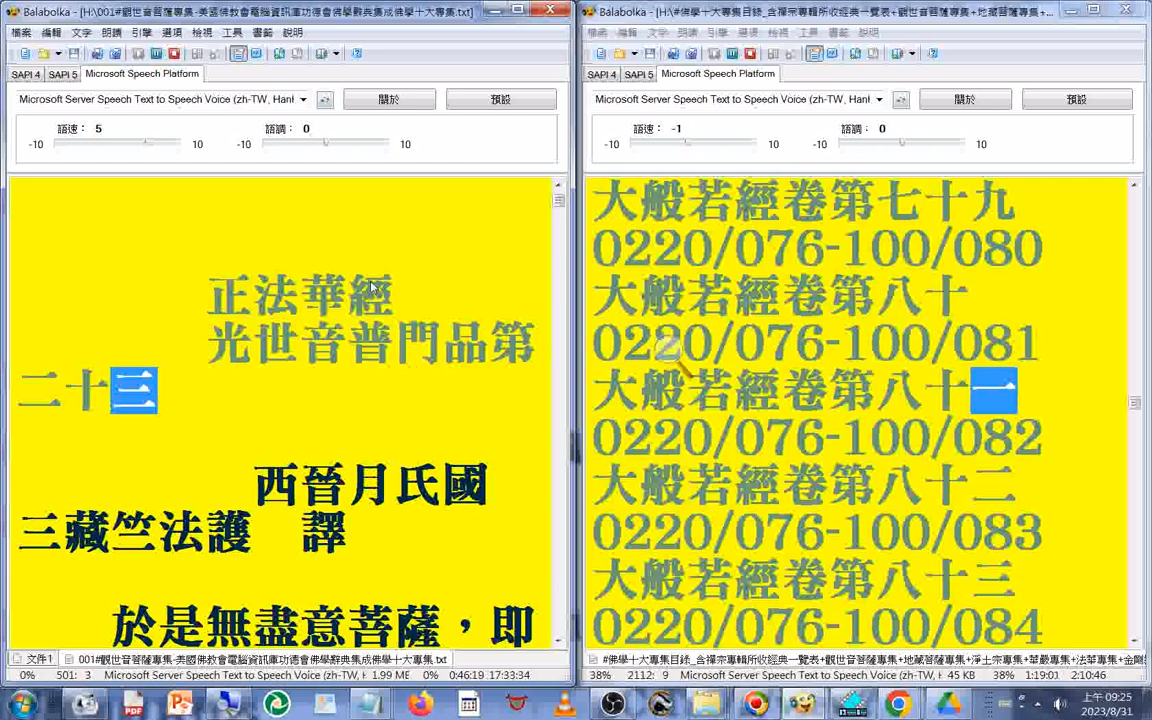 Balabolka - [H:\001#觀世音菩薩專集-美國佛教會電腦資訊庫功德會佛學辭典集成佛學十大專集.txt]
檔案 編輯 文字 朗讀 引擎 選項 檢視 工具 書籤 說明
SAPI 4 SAPI 5 Microsoft Speech Platform
Microsoft Server Speech Text to Speech Voice (zh-TW, Hanl
關於 預設
語速： 5 語調： 0
-10 10 -10 10
正法華經
光世音普門品第
二十三
西晉月氏國
三藏竺法護 譯
於是無盡意菩薩，即
文件1 001#觀世音菩薩專集-美國佛教會電腦資訊庫功德會佛學辭典集成佛學十大專集.txt
0% 501: 3 Microsoft Server Speech Text to Speech Voice (zh-TW, H 1.99 ME 0% 0:46:19 17:33:34
Balabolka - [H:\#佛學十大專集目錄_含禪宗專輯所收經典一覽表+觀世音菩薩專集+地藏菩薩專集+...
檔案 編輯 文字 朗讀 引擎 選項 檢視 工具 書籤 說明
SAPI 4 SAPI 5 Microsoft Speech Platform
Microsoft Server Speech Text to Speech Voice (zh-TW, Hanl
關於 預設
語速： -1 語調： 0
-10 10 -10 10
大般若經卷第七十九
0220/076-100/080
大般若經卷第八十
0220/076-100/081
大般若經卷第八十一
0220/076-100/082
大般若經卷第八十二
0220/076-100/083
大般若經卷第八十三
0220/076-100/084
#佛學十大專集目錄_含禪宗專輯所收經典一覽表+觀世音菩薩專集+地藏菩薩專集+淨土宗專集+華嚴專集+法華專集+金剛
38% 2112: 9 Microsoft Server Speech Text to Speech Voice (zh-TW, H 45 KB 38% 1:19:01 2:10:46
上午 09:25
2023/8/31